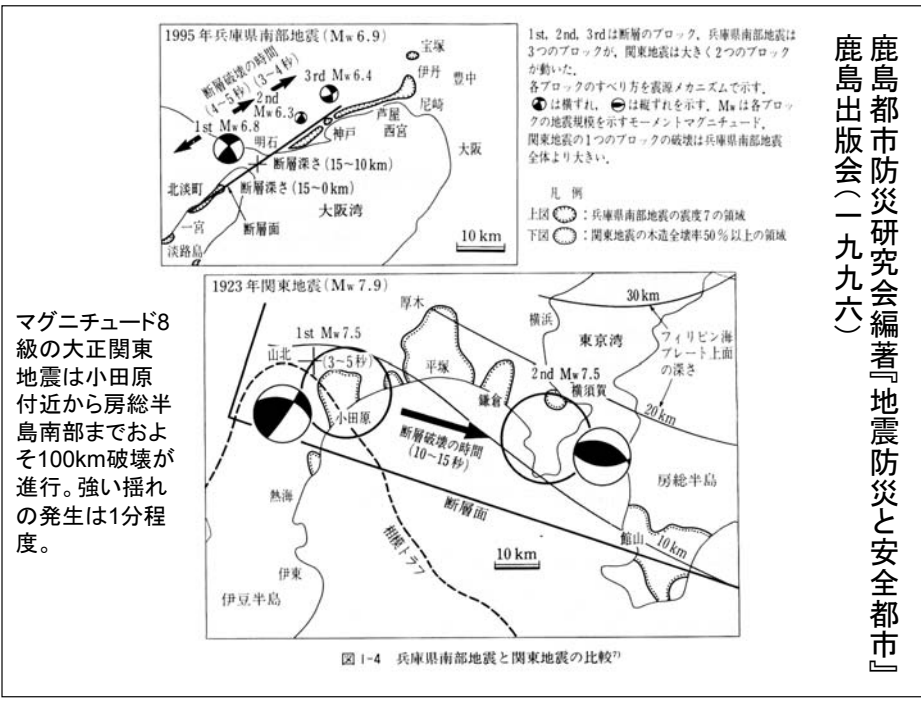 1995年兵庫県南部地震(Mw 6.9)
断層破壊の時間
(4~5秒)(3~4秒)
3rd Mw 6.4
2nd
Mw 6.3
1st Mw 6.8
宝塚
伊丹
豊中
尼崎
芦屋
西宮
神戸
明石
大阪
断層深さ(15~10km)
北淡町
断層深さ(15~0km)
大阪湾
一宮
断層面
淡路島
10 km
1st, 2nd, 3rdは断層のブロック,兵庫県南部地震は
3つのブロックが,関東地震は大きく2つのブロック
が動いた.
各ブロックのすべり方を震源メカニズムで示す.
は横ずれ, は縦ずれを示す.Mwは各ブロッ
クの地震規模を示すモーメントマグニチュード.
関東地震の1つのブロックの破壊は兵庫県南部地震
全体より大きい.
凡 例
上図 :兵庫県南部地震の震度7の領域
下図 :関東地震の木造全壊率50%以上の領域
鹿島都市防災研究会編著『地震防災と安全都市』
鹿島出版会(一九九六)
マグニチュード8
級の大正関東
地震は小田原
付近から房総半
島南部までおよ
そ100km破壊が
進行。強い揺れ
の発生は1分程
度。
1923年関東地震(Mw 7.9)
厚木
30 km
横浜
東京湾
フィリピン海
プレート上面
の深さ
1st Mw 7.5
山北
(3~5秒)
平塚
2nd Mw 7.5
横須賀
鎌倉
20 km
小田原
断層破壊の時間
(10~15秒)
房総半島
熱海
断層面
館山
10 km
相模トラフ
10 km
伊東
伊豆半島
図 1-4 兵庫県南部地震と関東地震の比較7)